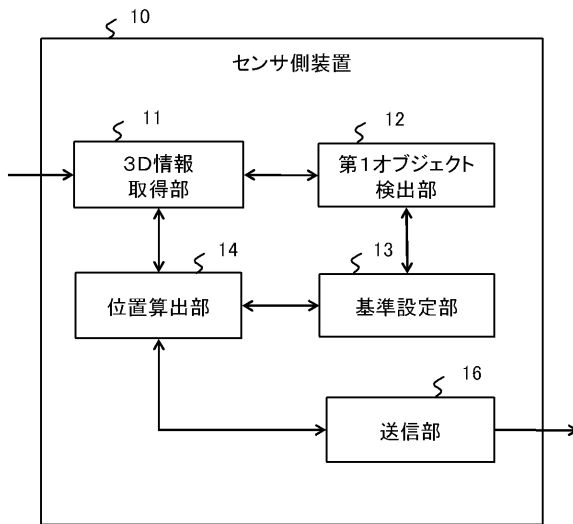 10
センサ側装置
11
3D情報
取得部
12
第1オブジェクト
検出部
14
位置算出部
13
基準設定部
16
送信部